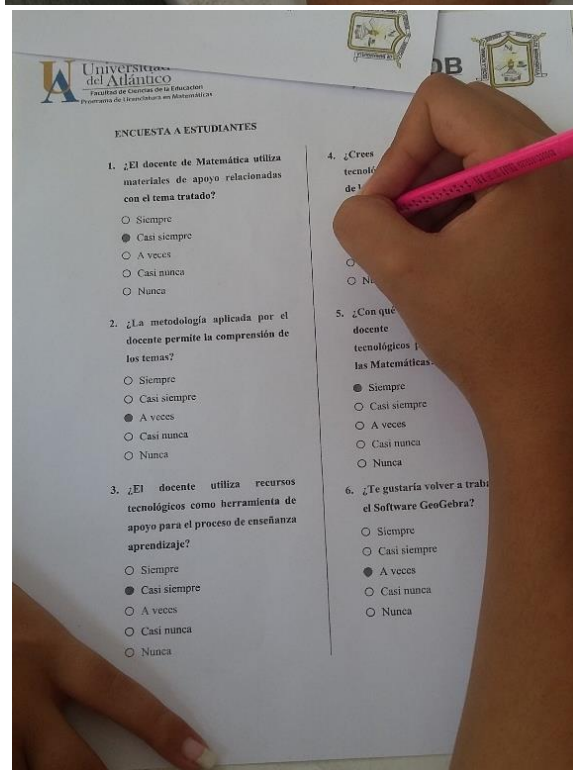 Universidad
del Atlántico
Facultad de Ciencias de la Educación
Programa de Licenciatura en Matemáticas
OB
ENCUESTA A ESTUDIANTES
1. ¿El docente de Matemática utiliza
materiales de apoyo relacionadas
con el tema tratado?
Siempre
Casi siempre
A veces
Casi nunca
Nunca
2. ¿La metodología aplicada por el
docente permite la comprensión de
los temas?
Siempre
Casi siempre
A veces
Casi nunca
Nunca
3. ¿El docente utiliza recursos
tecnológicos como herramienta de
apoyo para el proceso de enseñanza
aprendizaje?
Siempre
Casi siempre
A veces
Casi nunca
Nunca
4. ¿Crees
tecnoló
de l
5. ¿Con qué
docente
tecnológicos
las Matemáticas
Siempre
Casi siempre
A veces
Casi nunca
Nunca
6. ¿Te gustaría volver a traba
el Software GeoGebra?
Siempre
Casi siempre
A veces
Casi nunca
Nunca